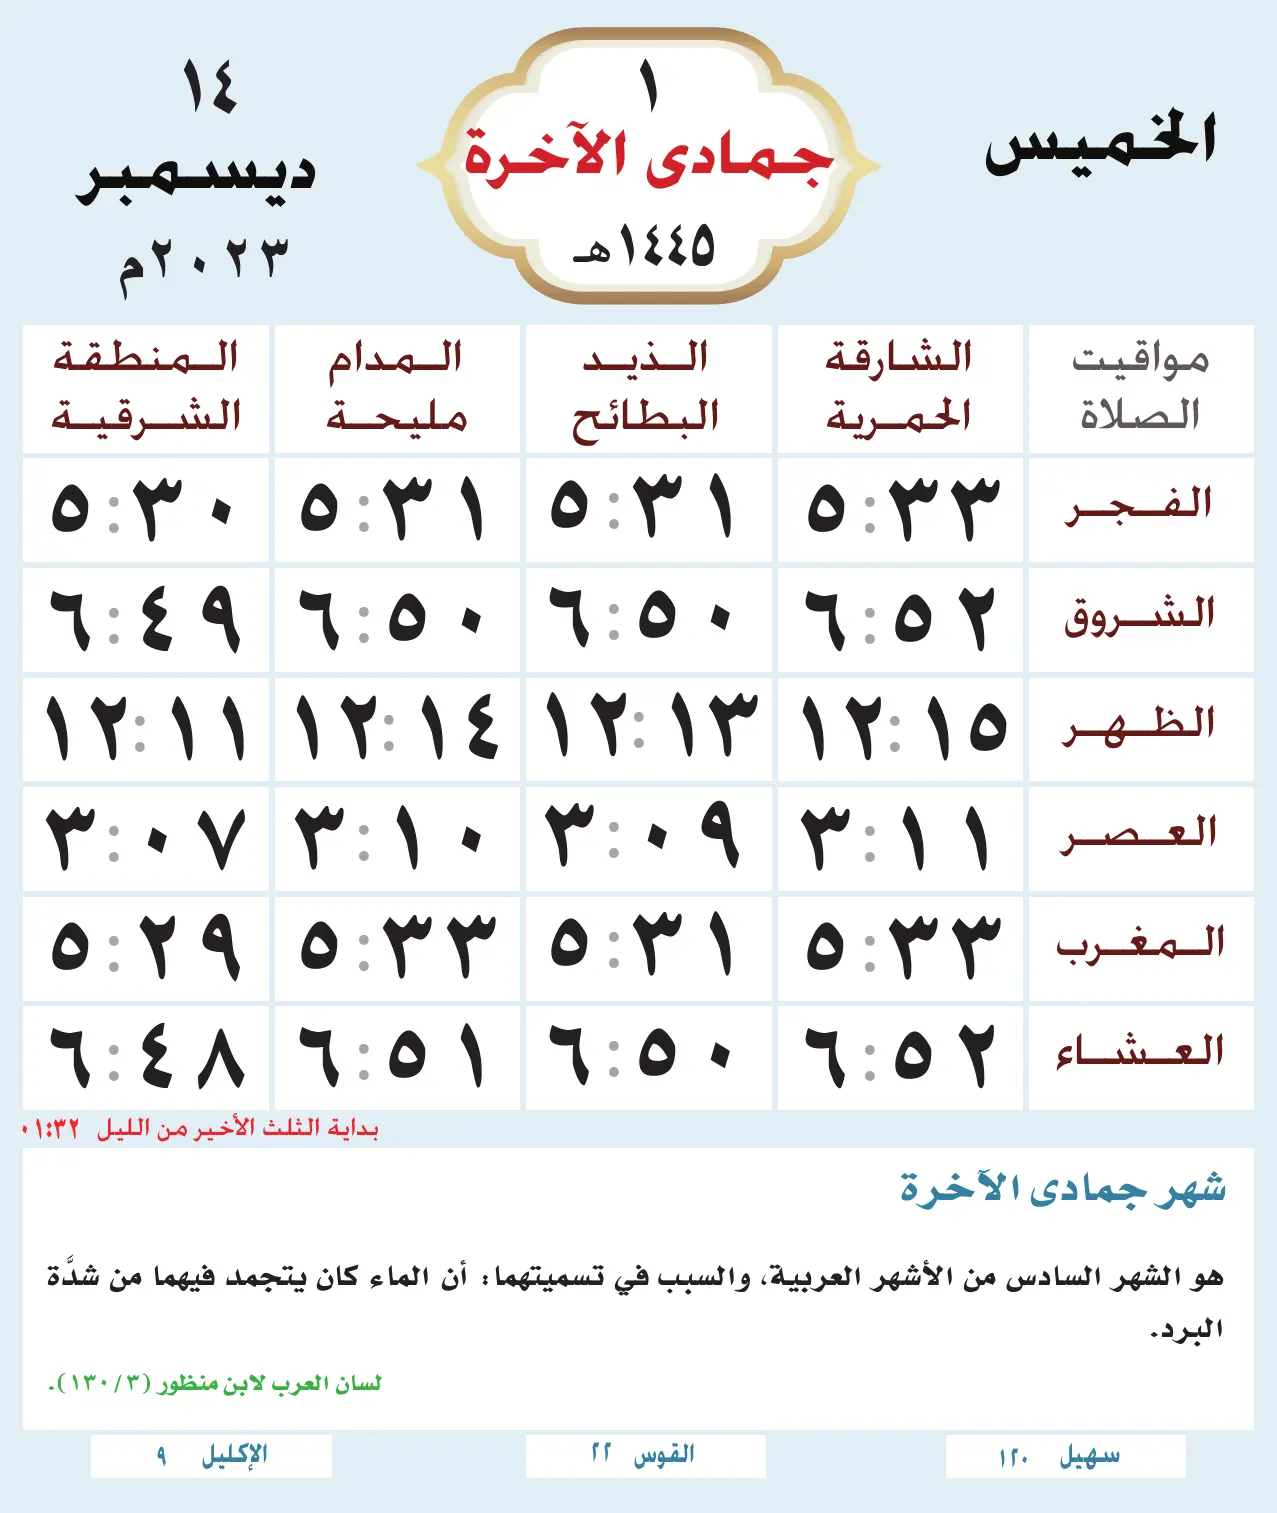 الخميس
١
جمادى الآخرة
١٤٤٥هـ
١٤
ديسمبر
٢٠٢٣م
مواقيت الصلاة	الشارقة الحمرية	الذيد البطائح	المدام مليحة	المنطقة الشرقية
الفجر	٥:٣٣	٥:٣١	٥:٣١	٥:٣٠
الشروق	٦:٥٢	٦:٥٠	٦:٥٠	٦:٤٩
الظهر	١٢:١٥	١٢:١٣	١٢:١٤	١٢:١١
العصر	٣:١١	٣:٠٩	٣:١٠	٣:٠٧
المغرب	٥:٣٣	٥:٣١	٥:٣٣	٥:٢٩
العشاء	٦:٥٢	٦:٥٠	٦:٥١	٦:٤٨
بداية الثلث الأخير من الليل ٠١:٣٢
شهر جمادى الآخرة
هو الشهر السادس من الأشهر العربية، والسبب في تسميتهما: أن الماء كان يتجمد فيهما من شدَّة
البرد.
لسان العرب لابن منظور (١٣٠/٣).
سهيل ١٢٠
القوس ٢٢
الإكليل ٩